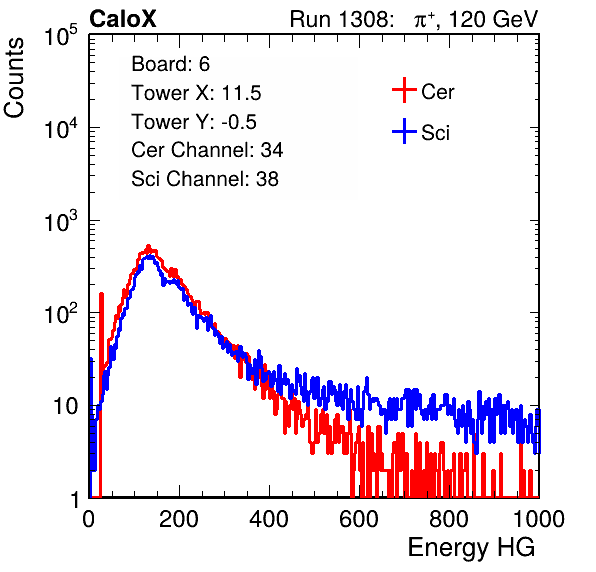 CaloX Run 1308: π⁺, 120 GeV
Counts
Board: 6
Tower X: 11.5
Tower Y: -0.5
Cer Channel: 34
Sci Channel: 38
Cer
Sci
10⁵
10⁴
10³
10²
10
1
0 200 400 600 800 1000
Energy HG